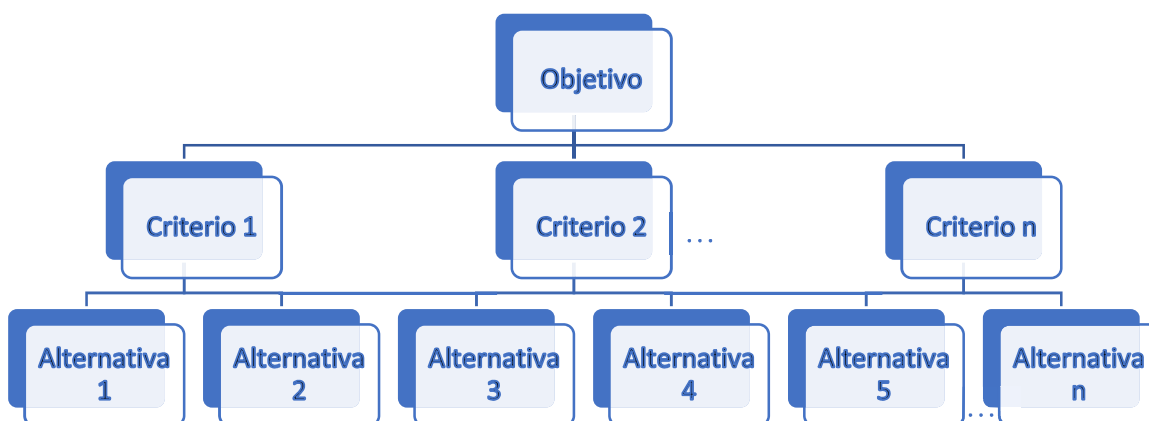 Objetivo
Criterio 1
Criterio 2
...
Criterio n
Alternativa
1
Alternativa
2
Alternativa
3
Alternativa
4
Alternativa
5
...
Alternativa
n